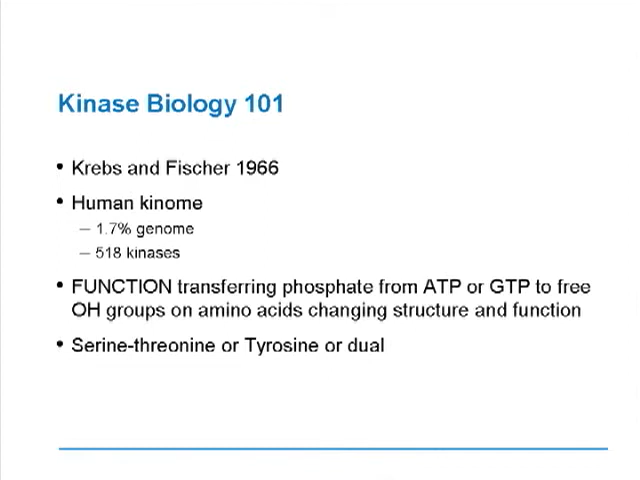 Kinase Biology 101
• Krebs and Fischer 1966
• Human kinome
– 1.7% genome
– 518 kinases
• FUNCTION transferring phosphate from ATP or GTP to free
OH groups on amino acids changing structure and function
• Serine-threonine or Tyrosine or dual